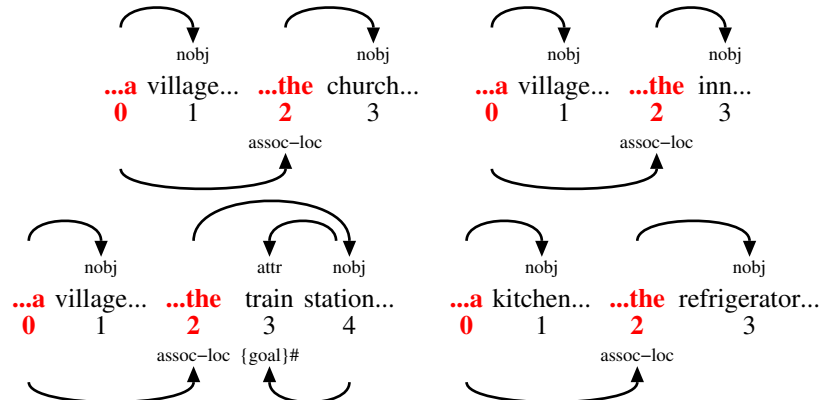 nobj nobj nobj nobj
...a village... ...the church... ...a village... ...the inn...
0 1 2 3 0 1 2 3
assoc−loc assoc−loc
nobj attr nobj nobj nobj
...a village... ...the train station... ...a kitchen... ...the refrigerator...
0 1 2 3 4 0 1 2 3
assoc−loc {goal}# assoc−loc